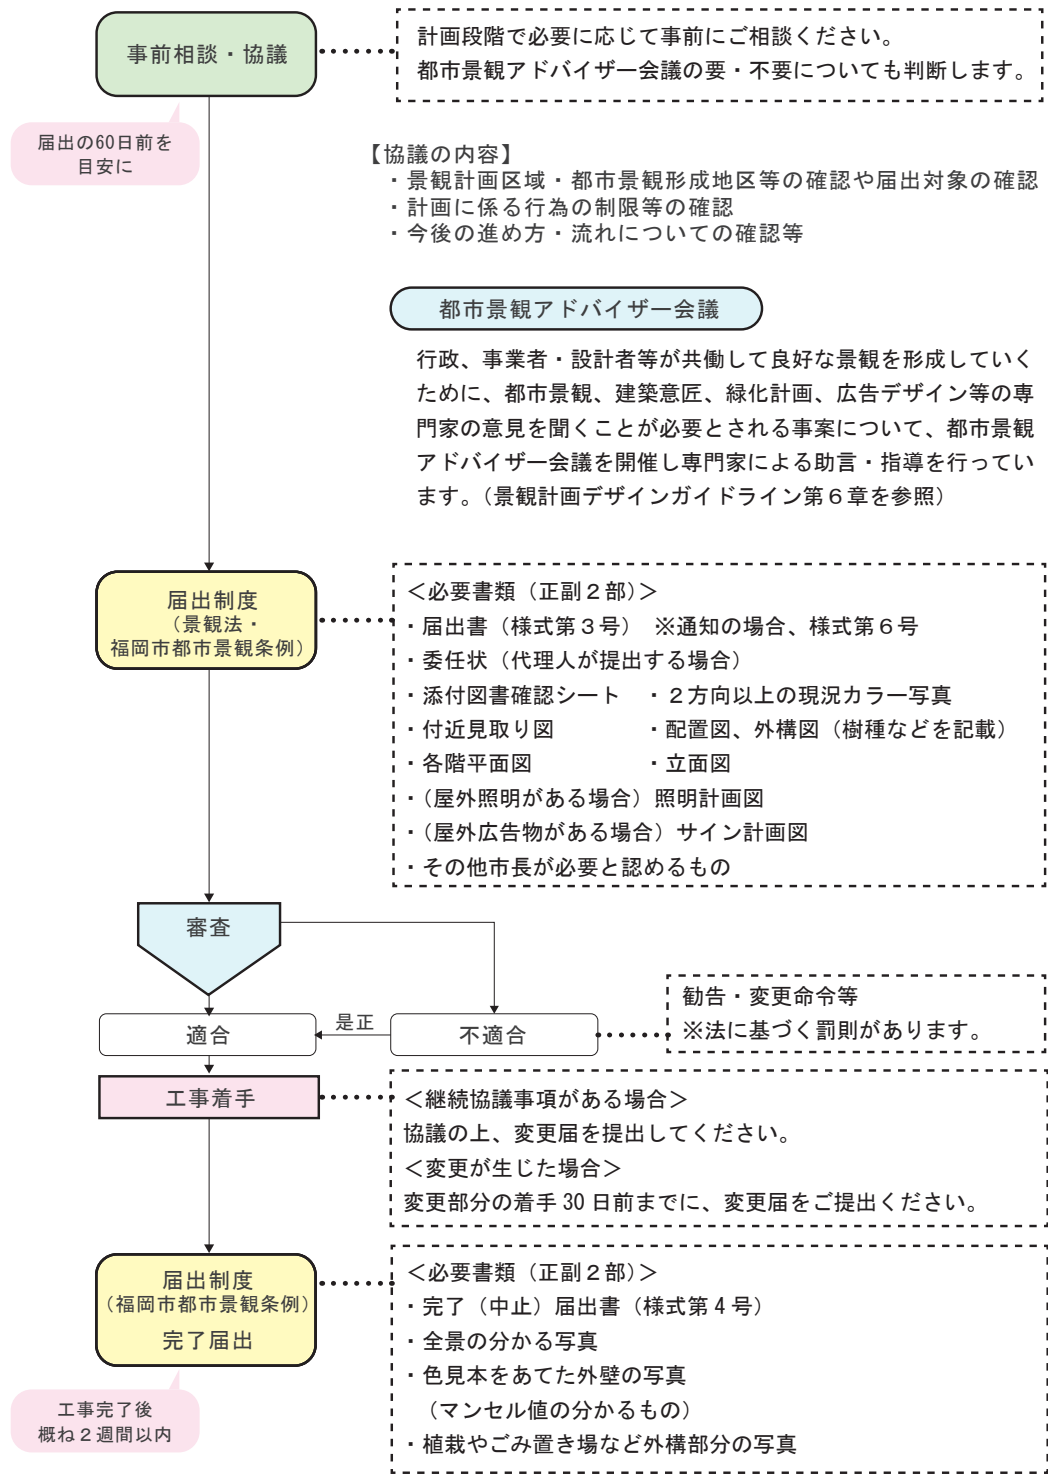 事前相談・協議
計画段階で必要に応じて事前にご相談ください。
都市景観アドバイザー会議の要・不要についても判断します。
届出の60日前を
目安に
【協議の内容】
・景観計画区域・都市景観形成地区等の確認や届出対象の確認
・計画に係る行為の制限等の確認
・今後の進め方・流れについての確認等
都市景観アドバイザー会議
行政、事業者・設計者等が共働して良好な景観を形成していく
ために、都市景観、建築意匠、緑化計画、広告デザイン等の専
門家の意見を聞くことが必要とされる事案について、都市景観
アドバイザー会議を開催し専門家による助言・指導を行ってい
ます。（景観計画デザインガイドライン第６章を参照）
届出制度
（景観法・
福岡市都市景観条例）
＜必要書類（正副２部）＞
・届出書（様式第３号）　※通知の場合、様式第６号
・委任状（代理人が提出する場合）
・添付図書確認シート　・２方向以上の現況カラー写真
・付近見取り図　・配置図、外構図（樹種などを記載）
・各階平面図　・立面図
・（屋外照明がある場合）照明計画図
・（屋外広告物がある場合）サイン計画図
・その他市長が必要と認めるもの
審査
適合
是正
不適合
勧告・変更命令等
※法に基づく罰則があります。
工事着手
＜継続協議事項がある場合＞
協議の上、変更届を提出してください。
＜変更が生じた場合＞
変更部分の着手30日前までに、変更届をご提出ください。
届出制度
（福岡市都市景観条例）
完了届出
＜必要書類（正副２部）＞
・完了（中止）届出書（様式第４号）
・全景の分かる写真
・色見本をあてた外壁の写真
（マンセル値の分かるもの）
・植栽やごみ置き場など外構部分の写真
工事完了後
概ね２週間以内